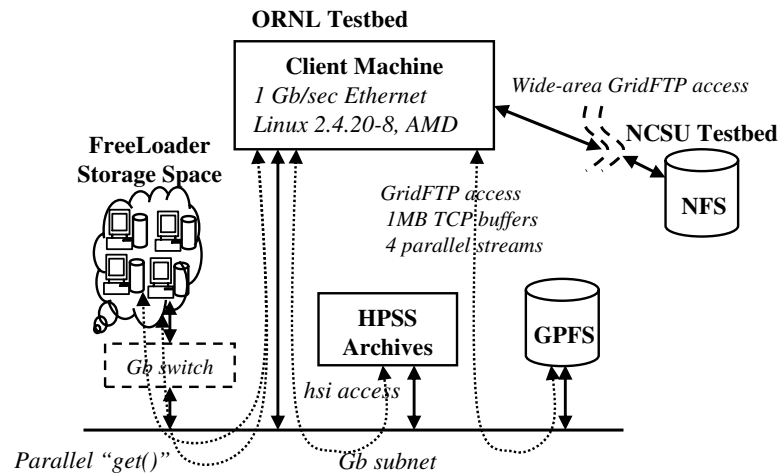 ORNL Testbed
Client Machine
1 Gb/sec Ethernet
Linux 2.4.20-8, AMD
Wide-area GridFTP access
NCSU Testbed
NFS
FreeLoader
Storage Space
GridFTP access
1MB TCP buffers
4 parallel streams
HPSS
Archives
GPFS
Gb switch
hsi access
Parallel “get()”
Gb subnet